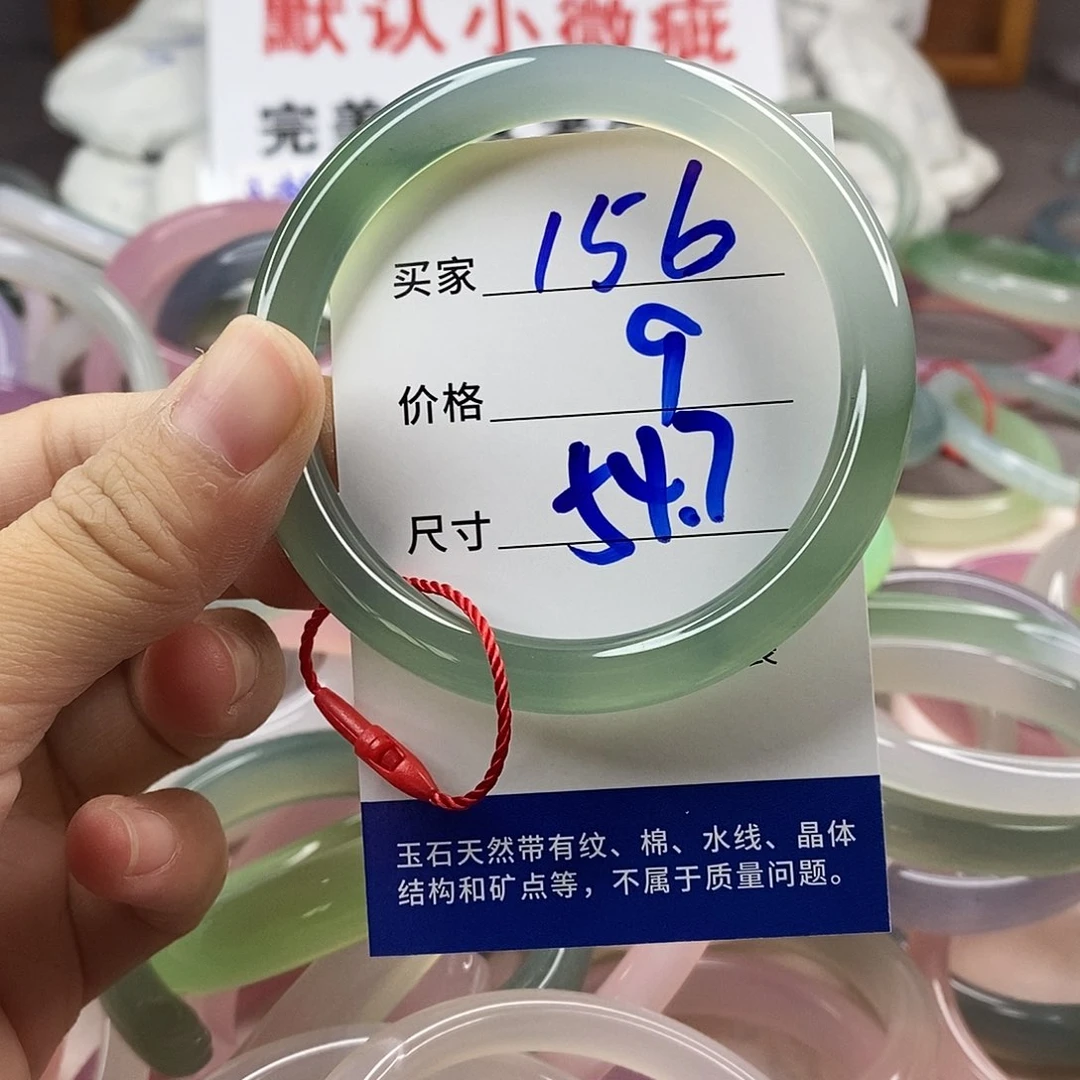 默认小微疵
完美
买家 156
价格 9
尺寸 54.7
玉石天然带有纹、棉、水线、晶体
结构和矿点等，不属于质量问题。